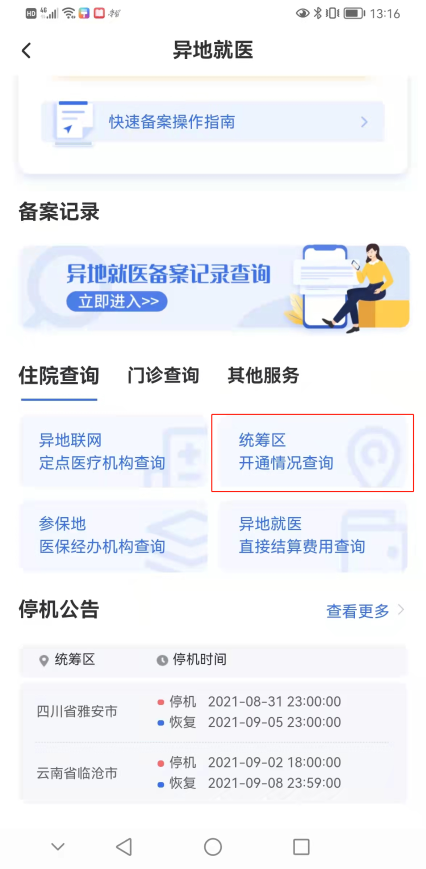 HD 4G 13:16
异地就医
快速备案操作指南
备案记录
异地就医备案记录查询
立即进入>>
住院查询 门诊查询 其他服务
异地联网
定点医疗机构查询
统筹区
开通情况查询
参保地
医保经办机构查询
异地就医
直接结算费用查询
停机公告 查看更多
统筹区 停机时间
四川省雅安市
停机 2021-08-31 23:00:00
恢复 2021-09-05 23:00:00
云南省临沧市
停机 2021-09-02 18:00:00
恢复 2021-09-08 23:59:00